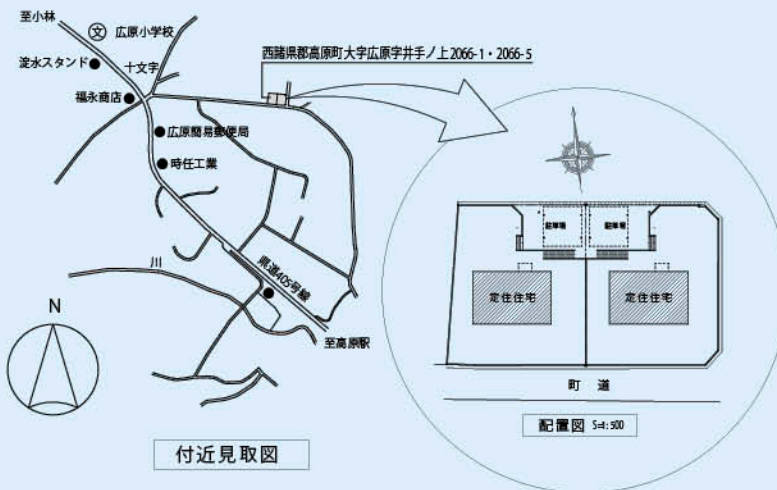 至小林
文
広原小学校
淀水スタンド
十文字
福永商店
西諸県郡高原町大字広原字井手ノ上2066-1・2066-5
広原簡易郵便局
時任工業
川
県道405号線
至高原駅
N
付近見取図
駐車場
駐車場
定住住宅
定住住宅
町道
配置図 S=1:500